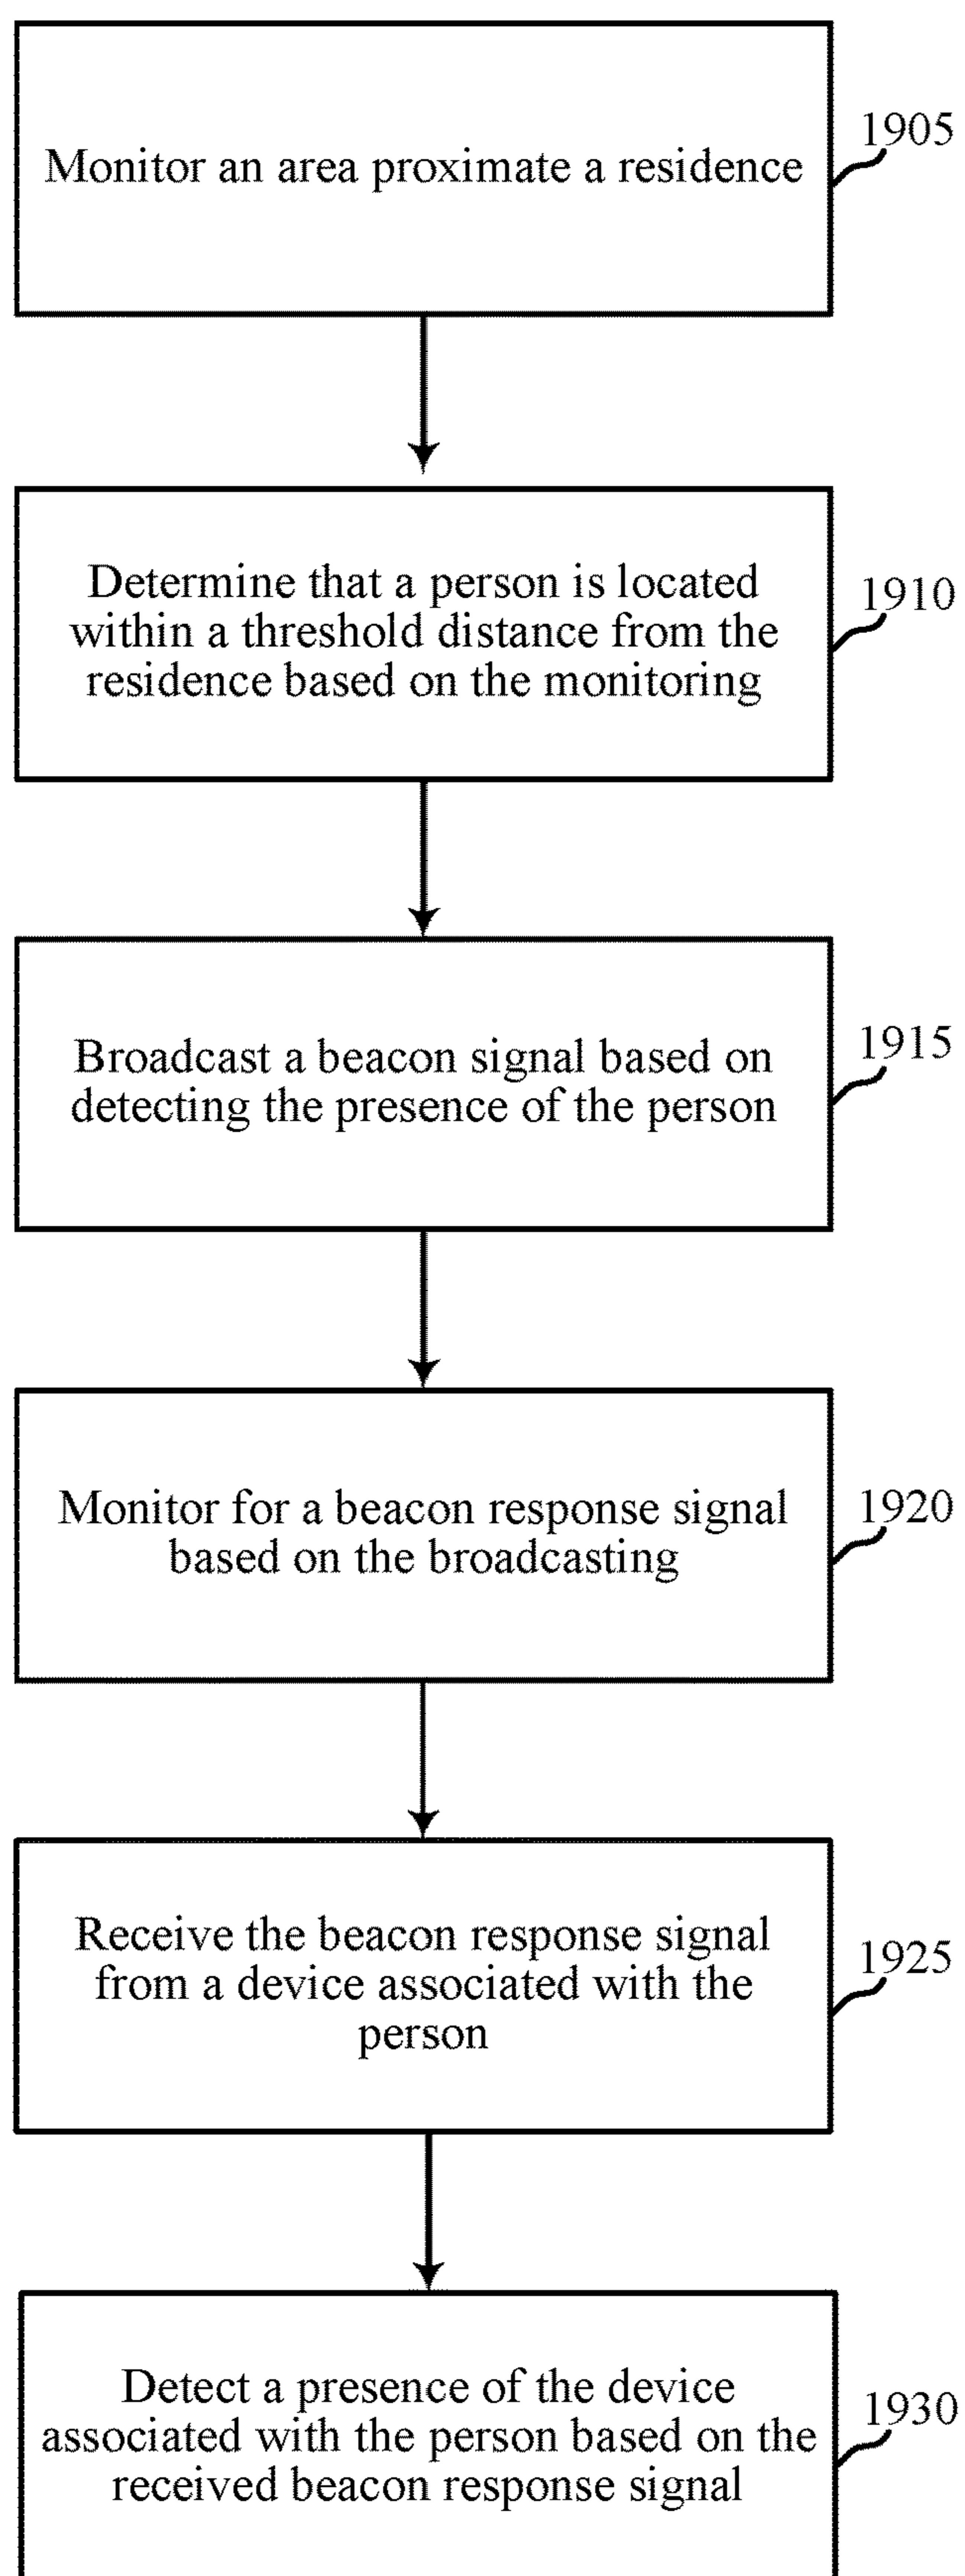 Monitor an area proximate a residence
1905
Determine that a person is located
within a threshold distance from the
residence based on the monitoring
1910
Broadcast a beacon signal based on
detecting the presence of the person
1915
Monitor for a beacon response signal
based on the broadcasting
1920
Receive the beacon response signal
from a device associated with the
person
1925
Detect a presence of the device
associated with the person based on the
received beacon response signal
1930